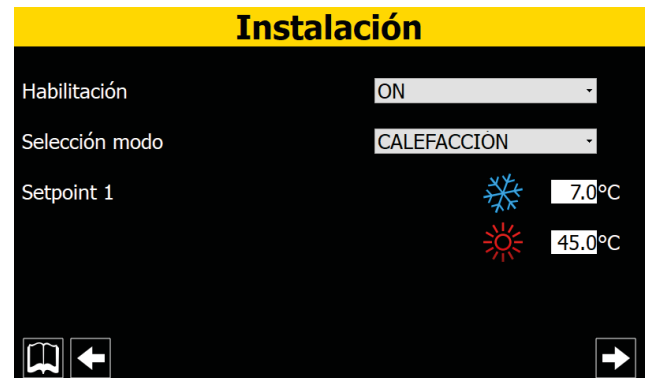 Instalación
Habilitación ON
Selección modo CALEFACCIÓN
Setpoint 1 7.0°C
45.0°C